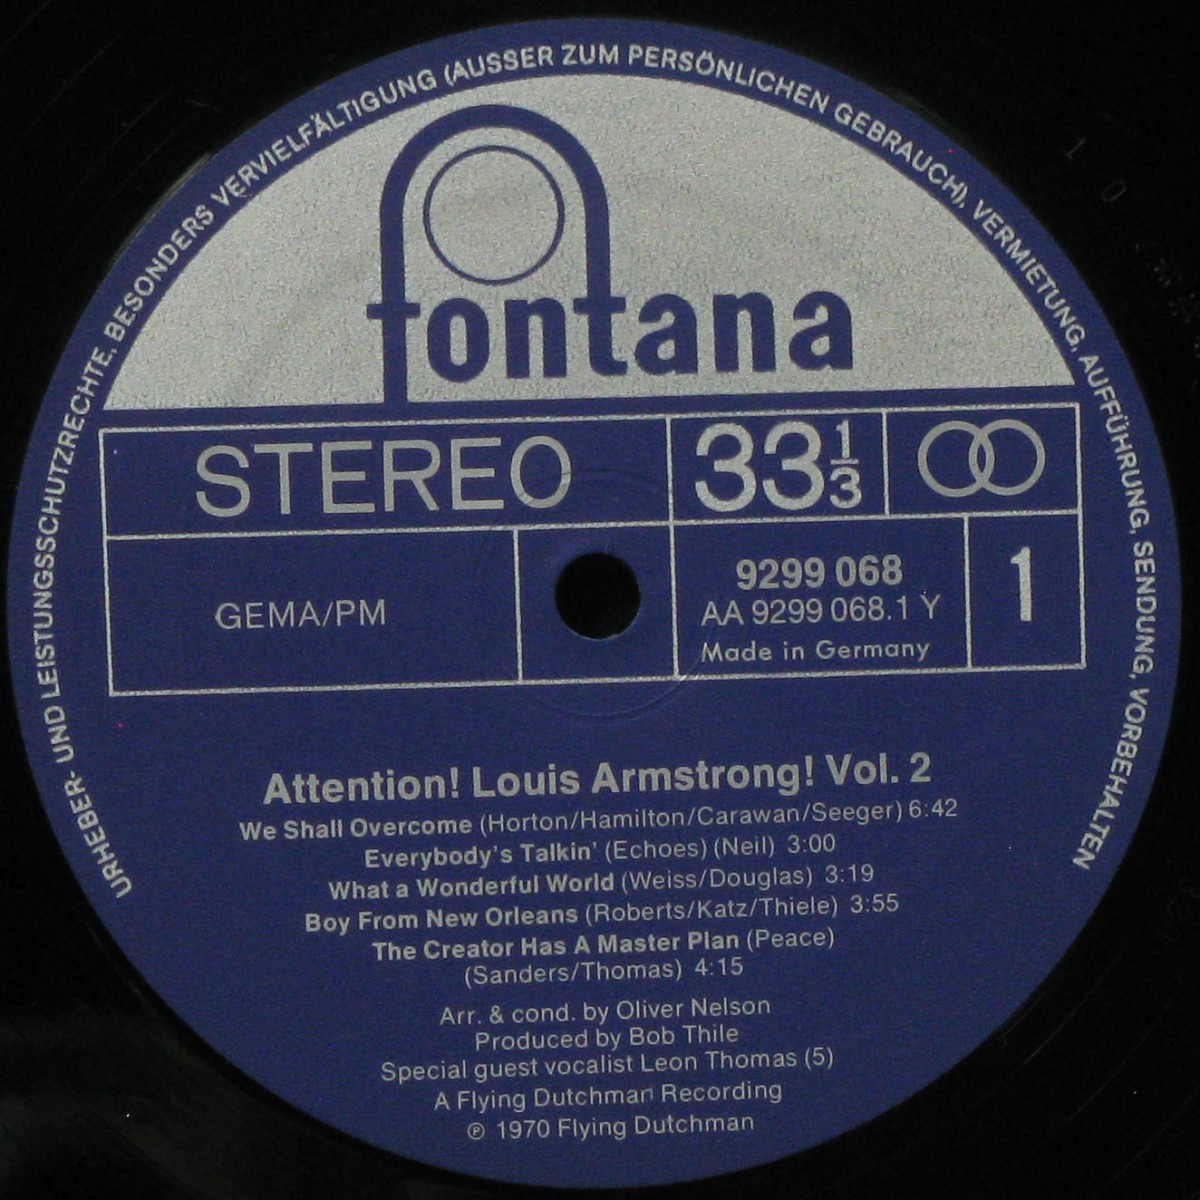 URHEBER- UND LEISTUNGSSCHUTZRECHTE, BESONDERS VERVIELFÄLTIGUNG (AUSSER ZUM PERSÖNLICHEN GEBRAUCH), VERMIETUNG, AUFFÜHRUNG, SENDUNG, VORBEHALTEN
fontana
STEREO
33 1/3
GEMA/PM
9299 068
AA 9299 068.1 Y
Made in Germany
1
Attention! Louis Armstrong! Vol. 2
We Shall Overcome (Horton/Hamilton/Carawan/Seeger) 6:42
Everybody's Talkin' (Echoes) (Neil) 3:00
What a Wonderful World (Weiss/Douglas) 3:19
Boy From New Orleans (Roberts/Katz/Thiele) 3:55
The Creator Has A Master Plan (Peace)
(Sanders/Thomas) 4:15
Arr. & cond. by Oliver Nelson
Produced by Bob Thile
Special guest vocalist Leon Thomas (5)
A Flying Dutchman Recording
℗ 1970 Flying Dutchman